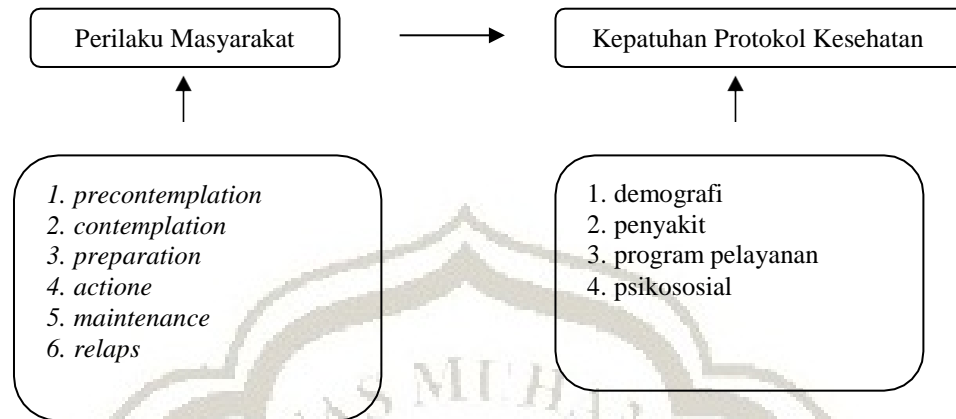 Perilaku Masyarakat
Kepatuhan Protokol Kesehatan
1. precontemplation
2. contemplation
3. preparation
4. actione
5. maintenance
6. relaps
1. demografi
2. penyakit
3. program pelayanan
4. psikososial